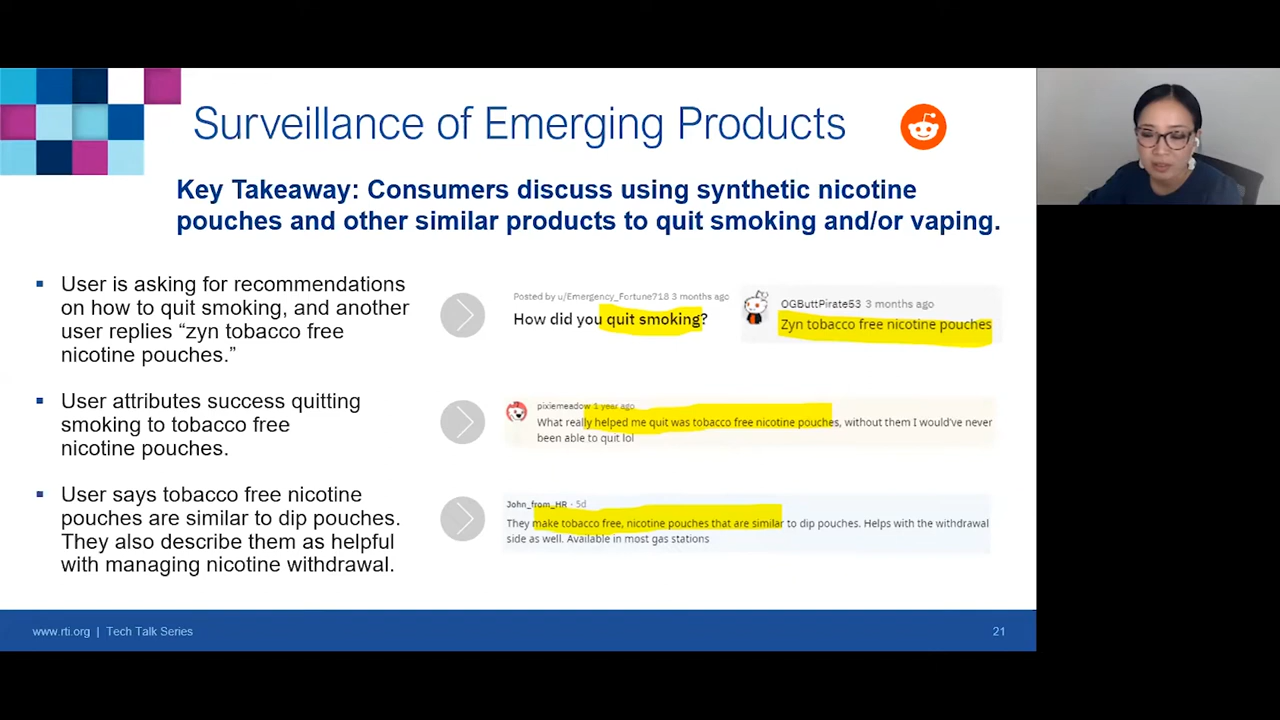 Surveillance of Emerging Products
Key Takeaway: Consumers discuss using synthetic nicotine
pouches and other similar products to quit smoking and/or vaping.
▪ User is asking for recommendations
on how to quit smoking, and another
user replies “zyn tobacco free
nicotine pouches.”
Posted by u/Emergency_Fortune718 3 months ago
How did you quit smoking?
OGButtPirate53 3 months ago
Zyn tobacco free nicotine pouches
▪ User attributes success quitting
smoking to tobacco free
nicotine pouches.
pixiemeadow 1 year ago
What really helped me quit was tobacco free nicotine pouches, without them I would've never
been able to quit lol
▪ User says tobacco free nicotine
pouches are similar to dip pouches.
They also describe them as helpful
with managing nicotine withdrawal.
John_from_HR · 5d
They make tobacco free, nicotine pouches that are similar to dip pouches. Helps with the withdrawal
side as well. Available in most gas stations
www.rti.org | Tech Talk Series
21